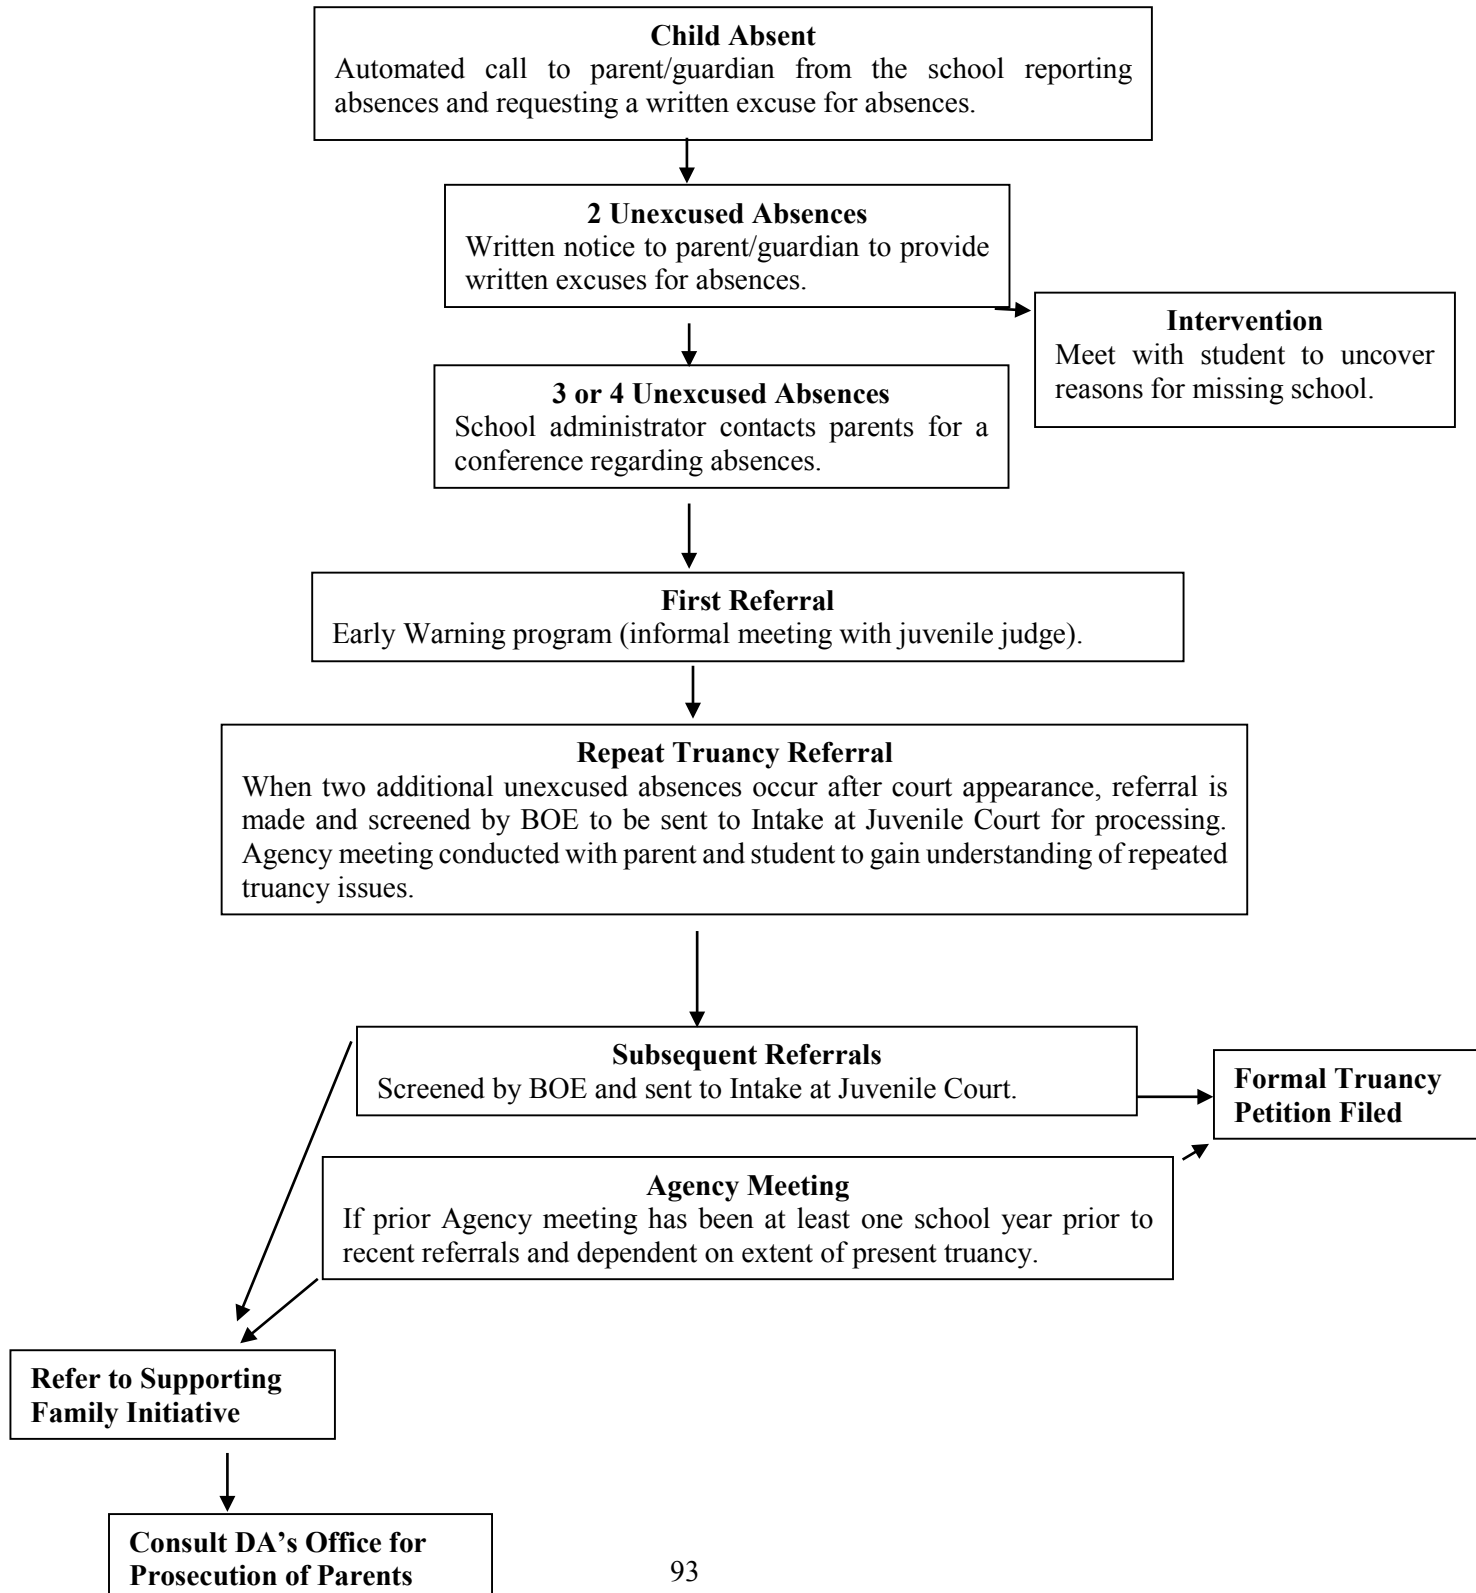 Child Absent
Automated call to parent/guardian from the school reporting
absences and requesting a written excuse for absences.
2 Unexcused Absences
Written notice to parent/guardian to provide
written excuses for absences.
Intervention
Meet with student to uncover
reasons for missing school.
3 or 4 Unexcused Absences
School administrator contacts parents for a
conference regarding absences.
First Referral
Early Warning program (informal meeting with juvenile judge).
Repeat Truancy Referral
When two additional unexcused absences occur after court appearance, referral is
made and screened by BOE to be sent to Intake at Juvenile Court for processing.
Agency meeting conducted with parent and student to gain understanding of repeated
truancy issues.
Subsequent Referrals
Screened by BOE and sent to Intake at Juvenile Court.
Formal Truancy
Petition Filed
Agency Meeting
If prior Agency meeting has been at least one school year prior to
recent referrals and dependent on extent of present truancy.
Refer to Supporting
Family Initiative
Consult DA’s Office for
Prosecution of Parents
93